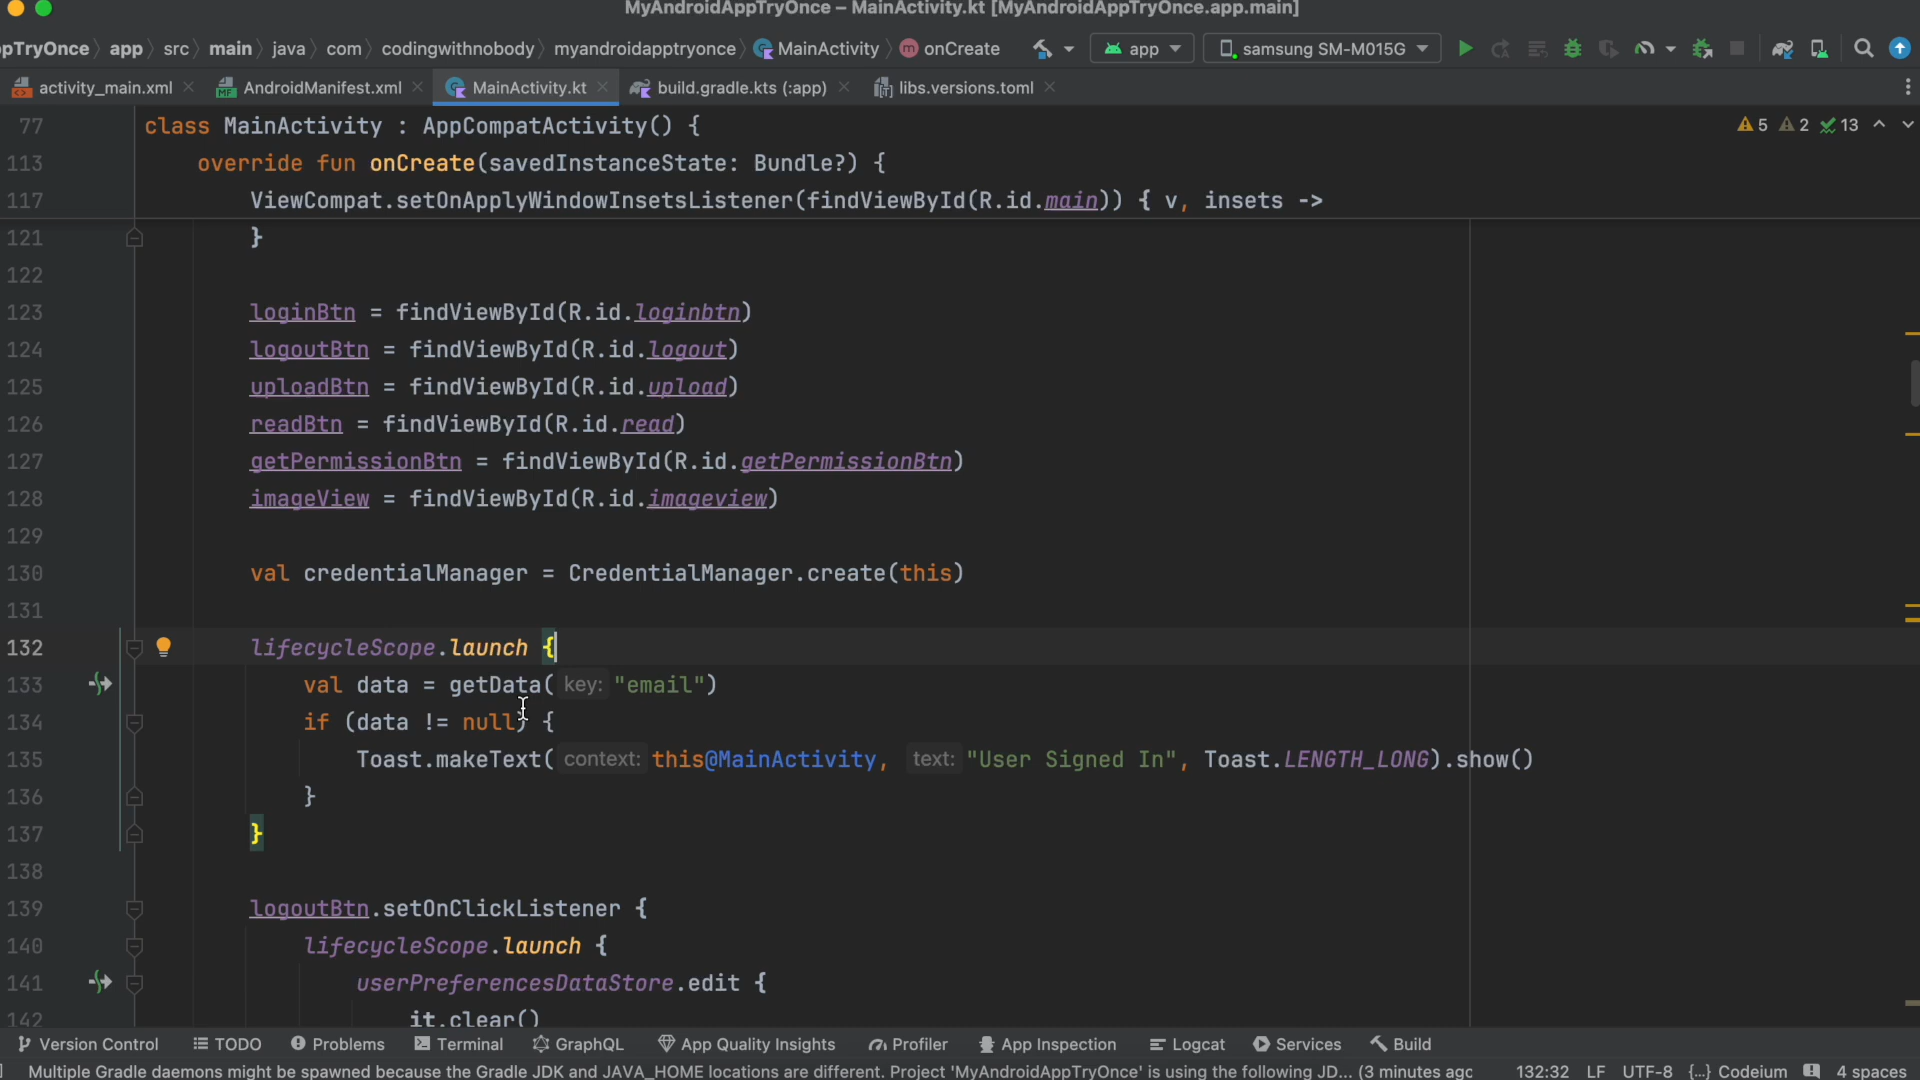 MyAndroidAppTryOnce – MainActivity.kt [MyAndroidAppTryOnce.app.main]
pTryOnce app src main java com codingwithnobody myandroidapptryonce MainActivity m onCreate app samsung SM-M015G
activity_main.xml AndroidManifest.xml MainActivity.kt build.gradle.kts (:app) libs.versions.toml
77 class MainActivity : AppCompatActivity() { 5 2 13
113 override fun onCreate(savedInstanceState: Bundle?) {
117 ViewCompat.setOnApplyWindowInsetsListener(findViewById(R.id.main)) { v, insets ->
121 }
122
123 loginBtn = findViewById(R.id.loginbtn)
124 logoutBtn = findViewById(R.id.logout)
125 uploadBtn = findViewById(R.id.upload)
126 readBtn = findViewById(R.id.read)
127 getPermissionBtn = findViewById(R.id.getPermissionBtn)
128 imageView = findViewById(R.id.imageview)
129
130 val credentialManager = CredentialManager.create(this)
131
132 lifecycleScope.launch {
133 val data = getData( key: "email")
134 if (data != null) {
135 Toast.makeText( context: this@MainActivity, text: "User Signed In", Toast.LENGTH_LONG).show()
136 }
137 }
138
139 logoutBtn.setOnClickListener {
140 lifecycleScope.launch {
141 userPreferencesDataStore.edit {
142 it.clear()
Version Control TODO Problems Terminal GraphQL App Quality Insights Profiler App Inspection Logcat Services Build
Multiple Gradle daemons might be spawned because the Gradle JDK and JAVA_HOME locations are different. Project 'MyAndroidAppTryOnce' is using the following JD... (3 minutes agc 132:32 LF UTF-8 {...} Codeium 4 spaces